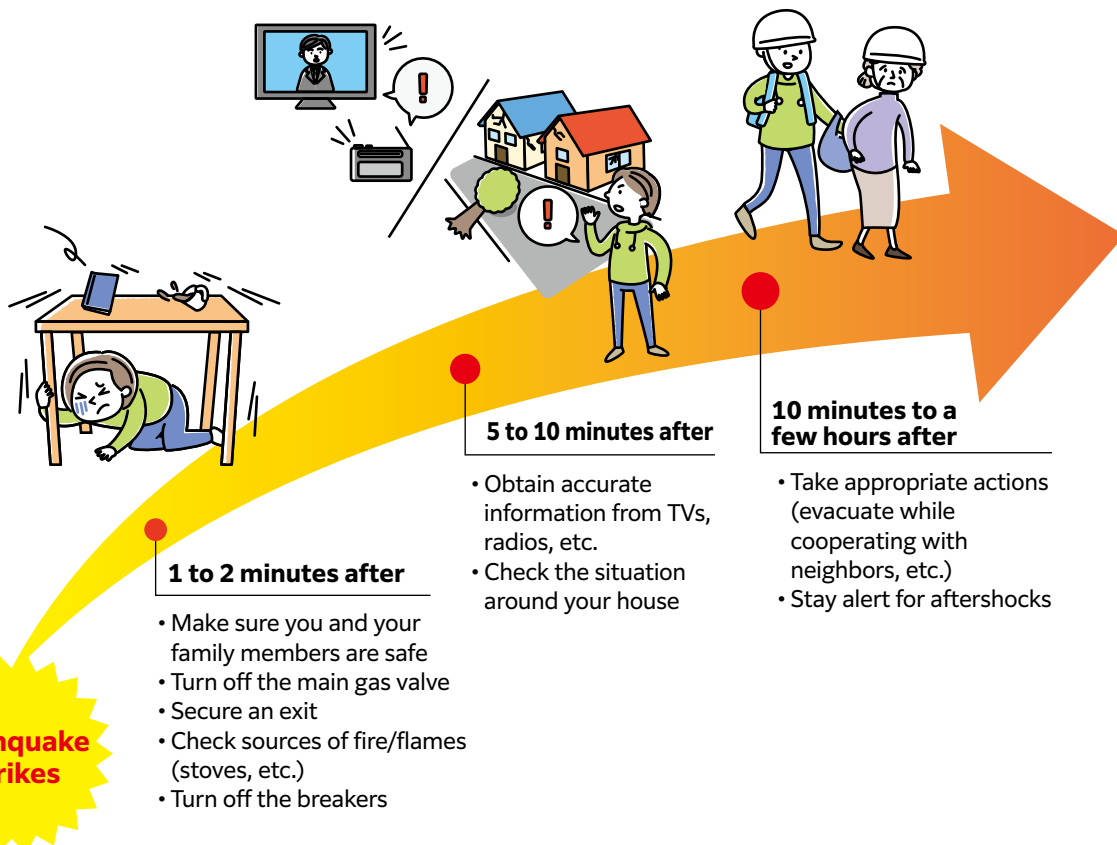 !
!
1 to 2 minutes after
• Make sure you and your
family members are safe
• Turn off the main gas valve
• Secure an exit
• Check sources of fire/flames
(stoves, etc.)
• Turn off the breakers
5 to 10 minutes after
• Obtain accurate
information from TVs,
radios, etc.
• Check the situation
around your house
10 minutes to a
few hours after
• Take appropriate actions
(evacuate while
cooperating with
neighbors, etc.)
• Stay alert for aftershocks